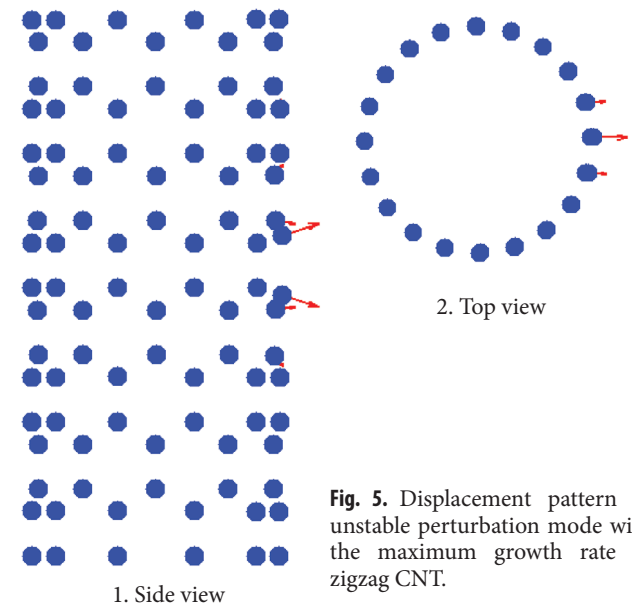 2. Top view
1. Side view
Fig. 5. Displacement pattern
unstable perturbation mode wi
the maximum growth rate
zigzag CNT.